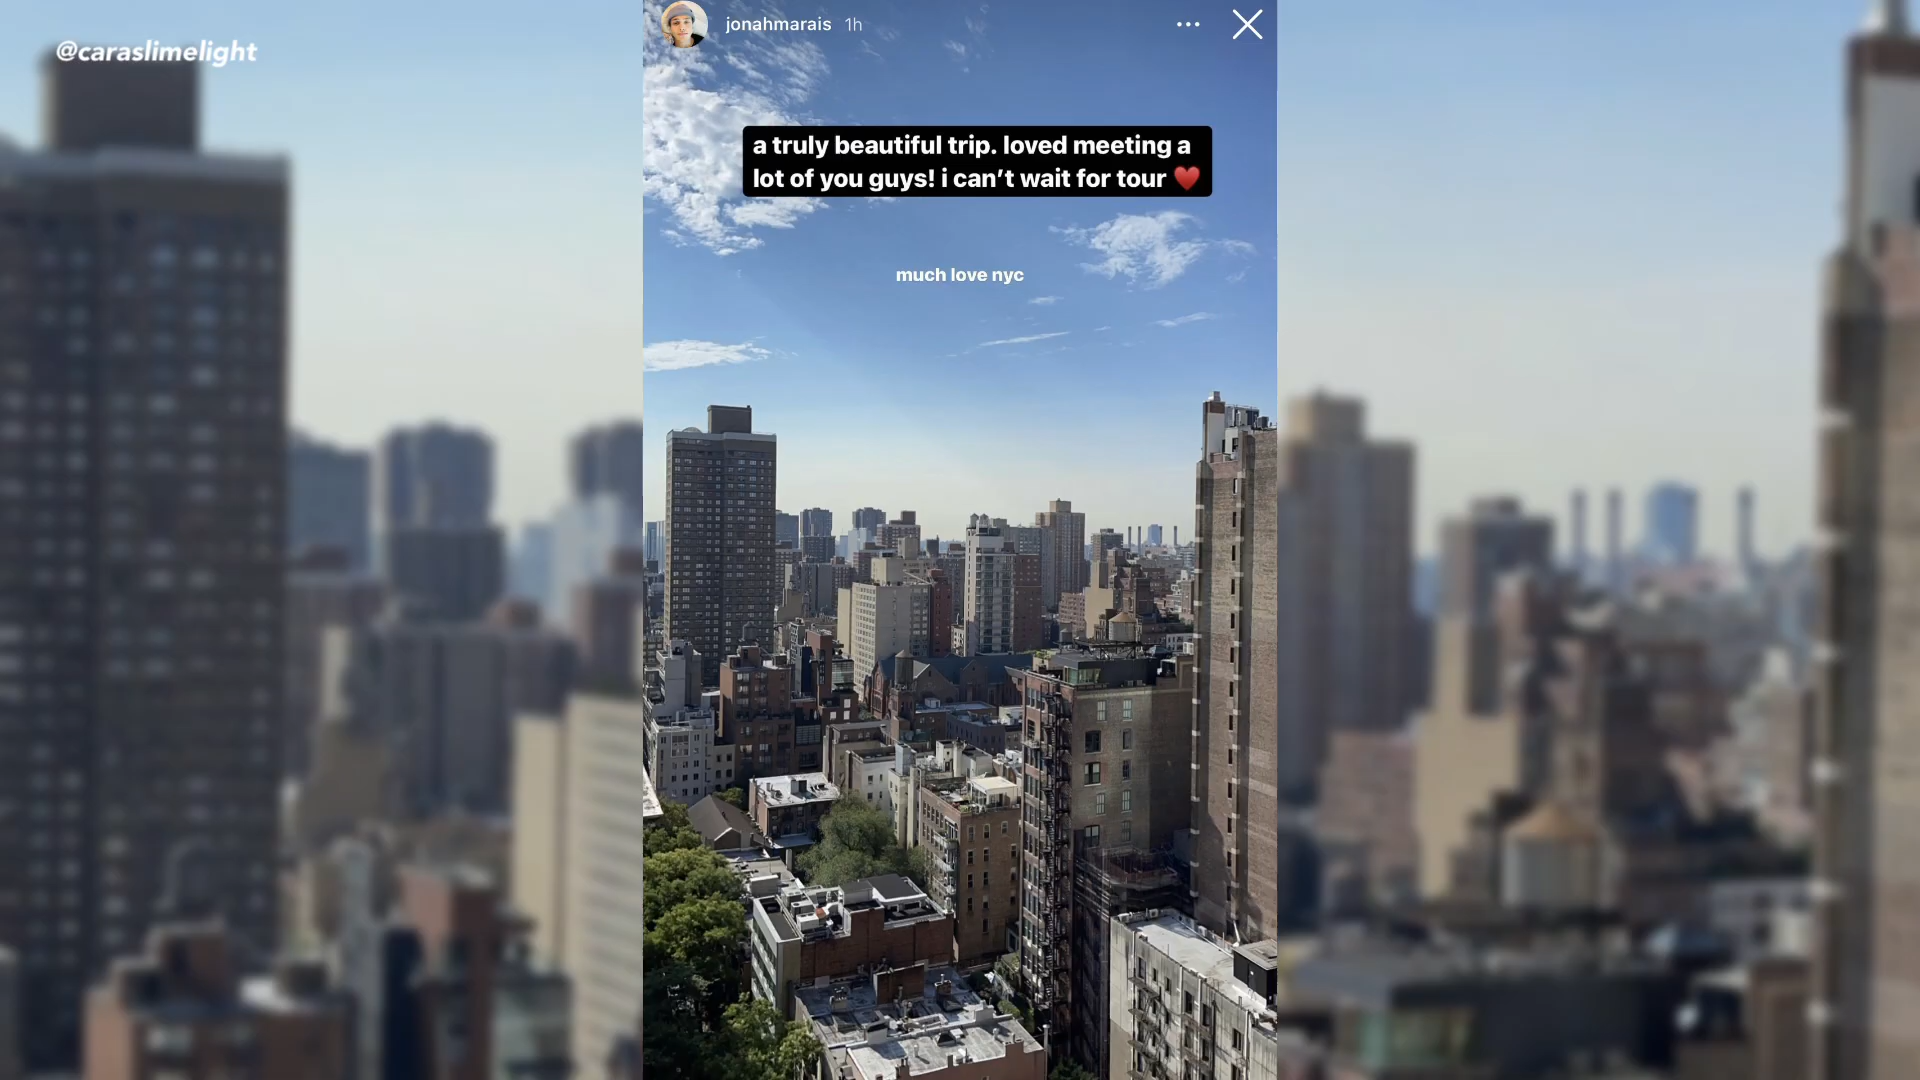 @caraslimelight
jonahmarais 1h
a truly beautiful trip. loved meeting a
lot of you guys! i can’t wait for tour ❤️
much love nyc